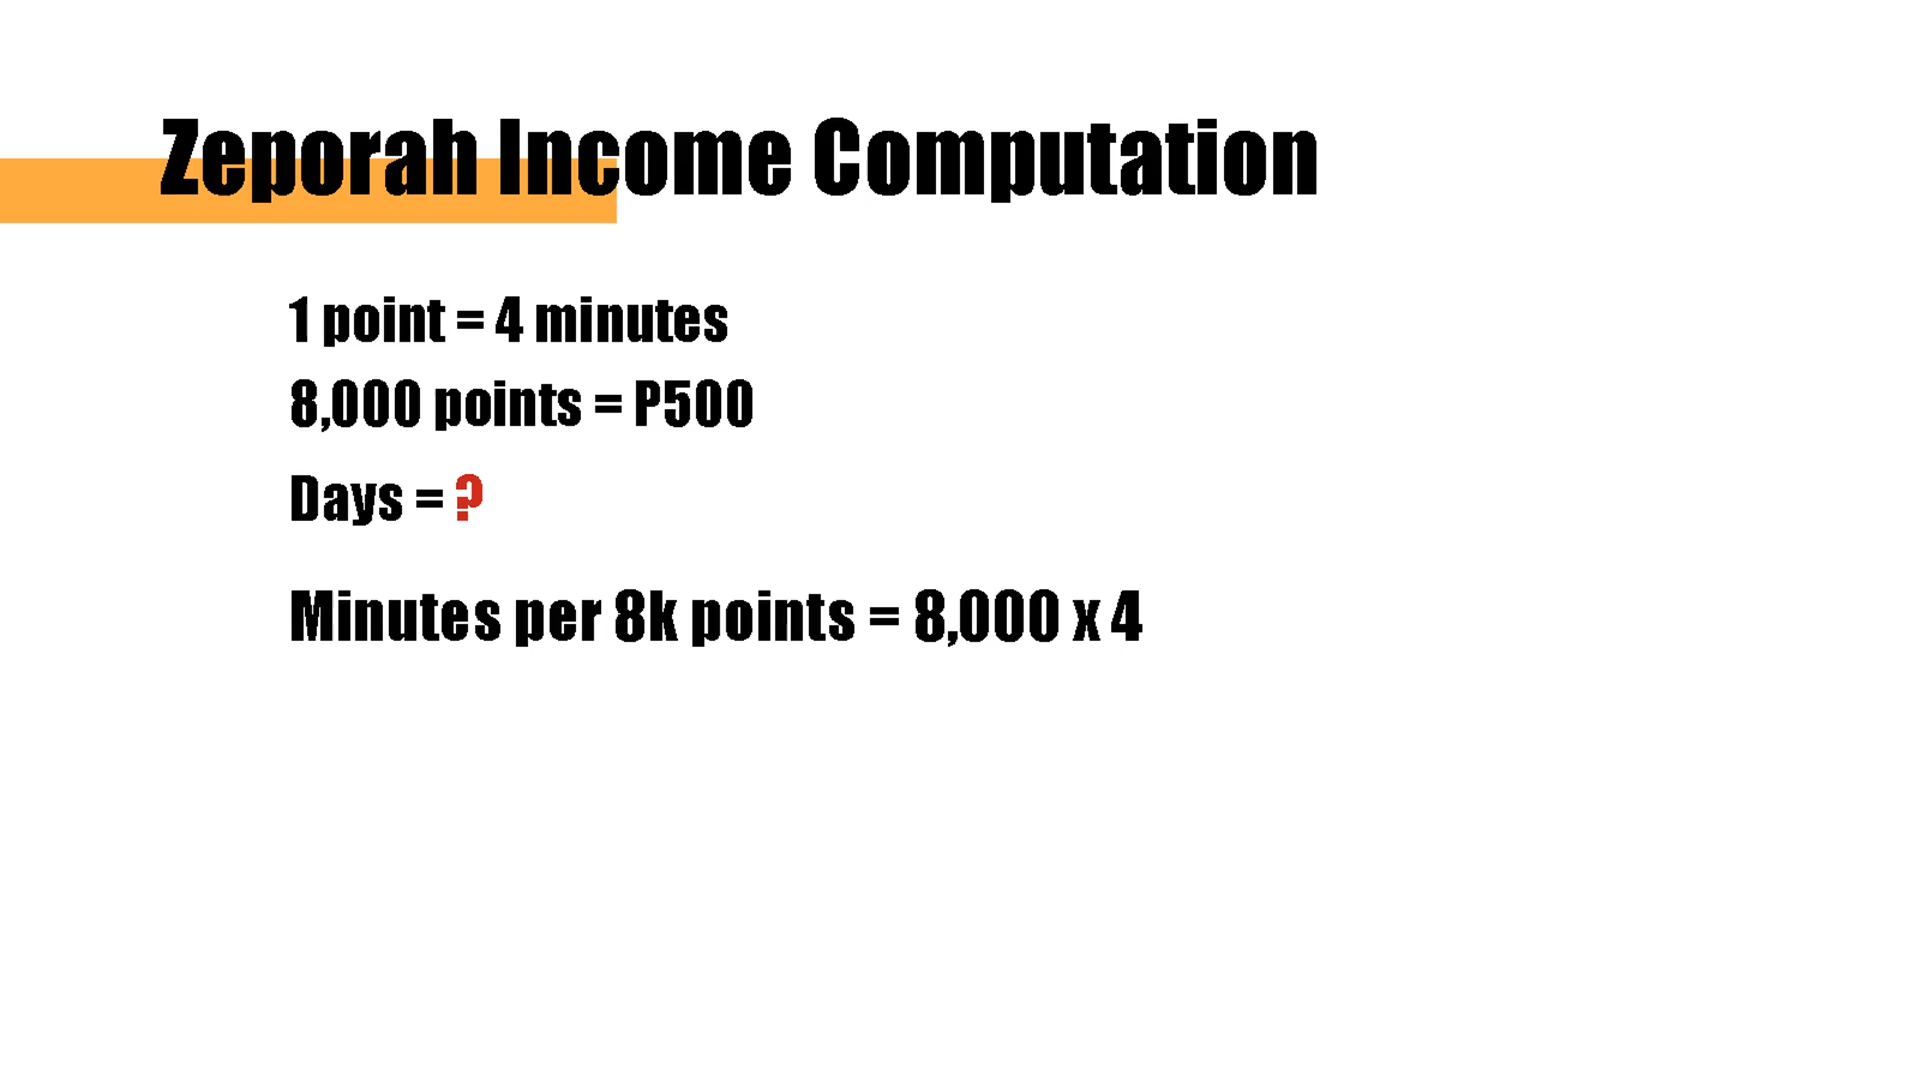 Zeporah Income Computation
1 point = 4 minutes
8,000 points = P500
Days = ?
Minutes per 8k points = 8,000 x 4